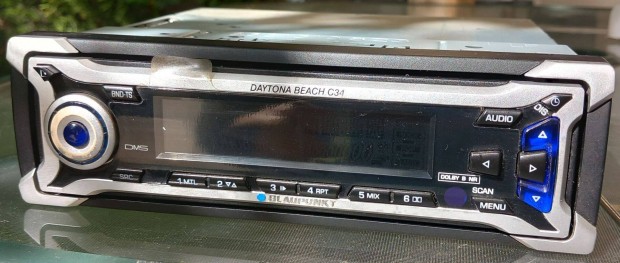 DAYTONA BEACH C34
BND·TS
AUDIO
DIS
DMS
DOLBY B NR
SCAN
SRC
1 MTL
2 ▽△
3
4 RPT
5 MIX
6
MENU
BLAUPUNKT